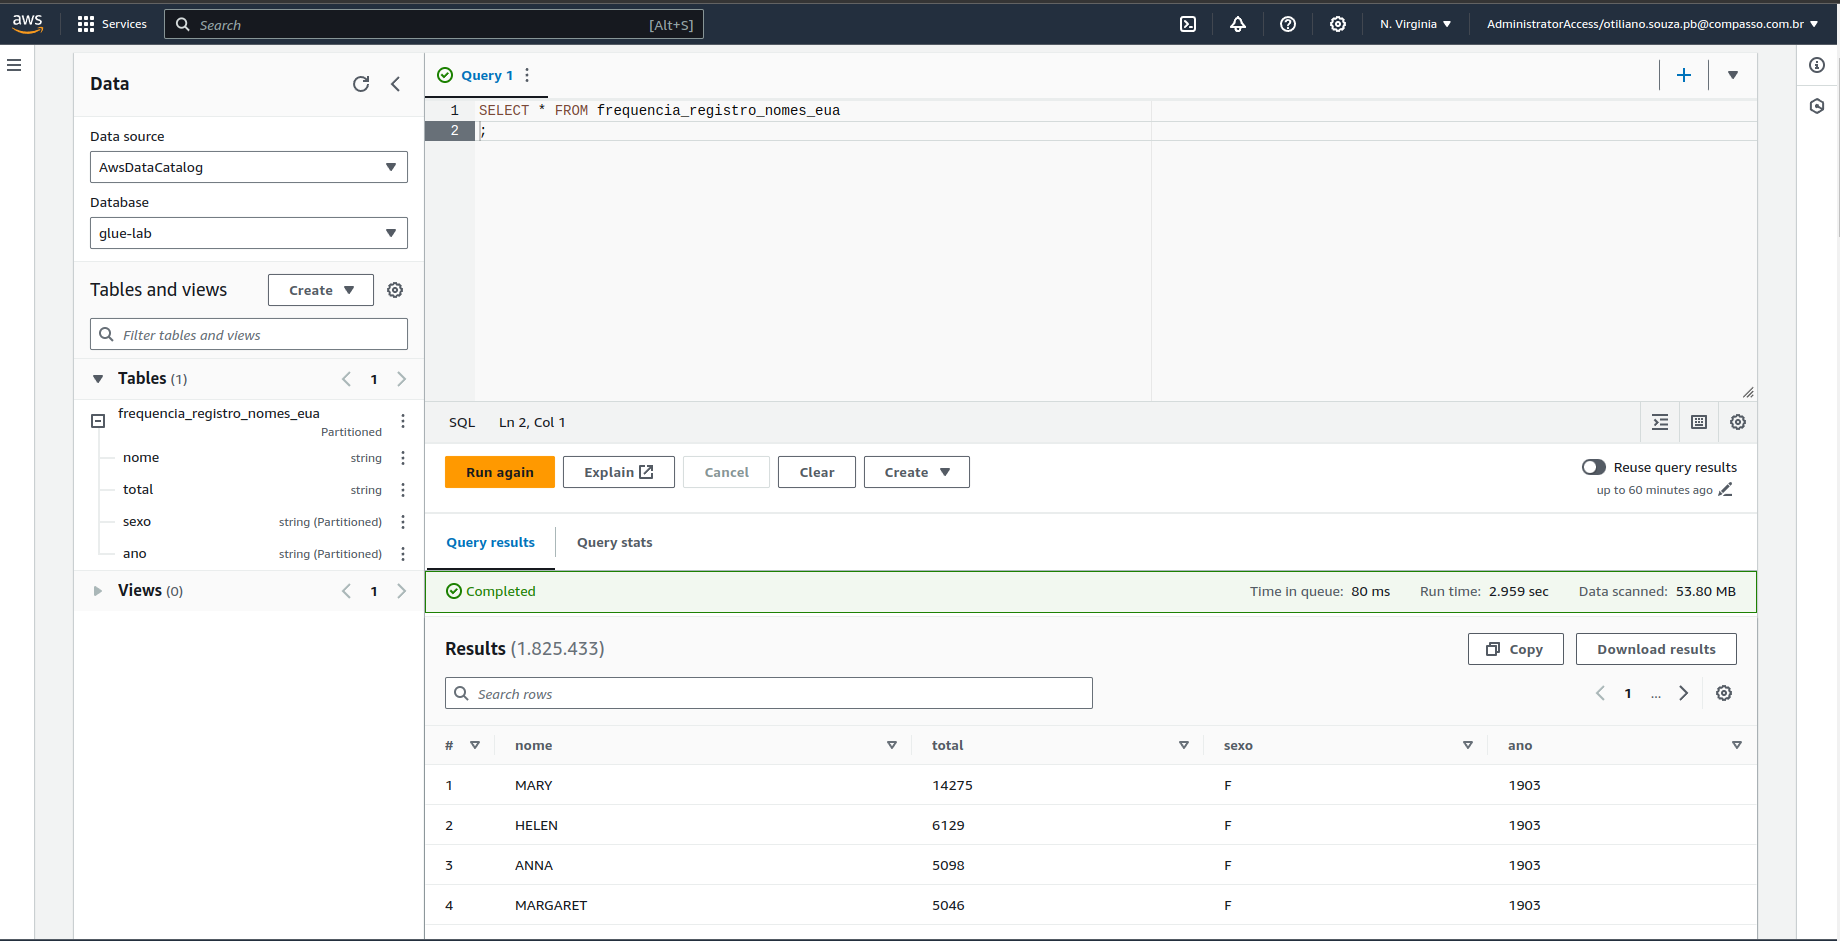 aws
Services
Search [Alt+S]
N. Virginia
AdministratorAccess/otiliano.souza.pb@compasso.com.br
Data
Data source
AwsDataCatalog
Database
glue-lab
Tables and views
Create
Filter tables and views
Tables (1)
1
frequencia_registro_nomes_eua
Partitioned
nome string
total string
sexo string (Partitioned)
ano string (Partitioned)
Views (0)
1
Query 1
1 SELECT * FROM frequencia_registro_nomes_eua
2 ;
SQL Ln 2, Col 1
Run again
Explain
Cancel
Clear
Create
Reuse query results
up to 60 minutes ago
Query results
Query stats
Completed
Time in queue: 80 ms Run time: 2.959 sec Data scanned: 53.80 MB
Results (1.825.433)
Copy
Download results
Search rows
1 ...
# nome total sexo ano
1 MARY 14275 F 1903
2 HELEN 6129 F 1903
3 ANNA 5098 F 1903
4 MARGARET 5046 F 1903